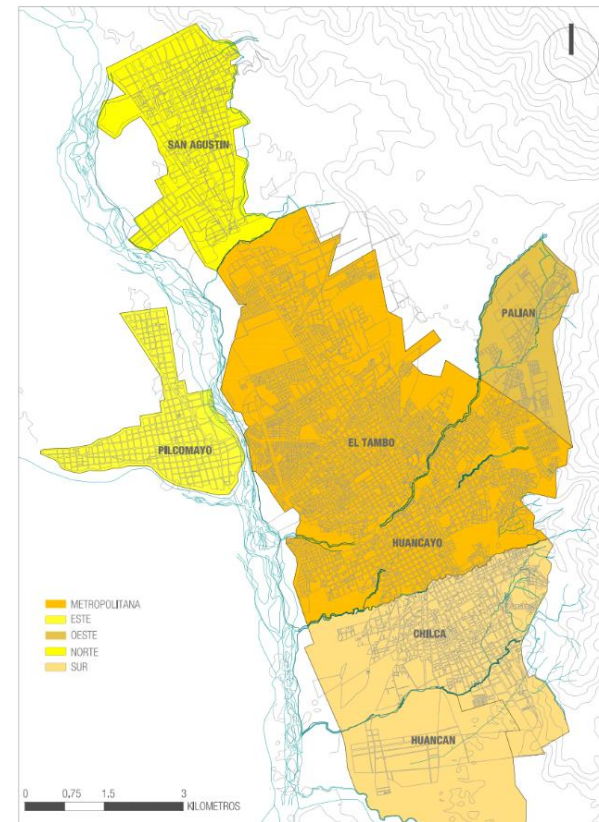 SAN AGUSTIN
PALIAN
EL TAMBO
PILCOMAYO
HUANCAYO
METROPOLITANA
ESTE
OESTE
NORTE
SUR
CHILCA
HUANCAN
0 0,75 1,5 3
KILOMETROS